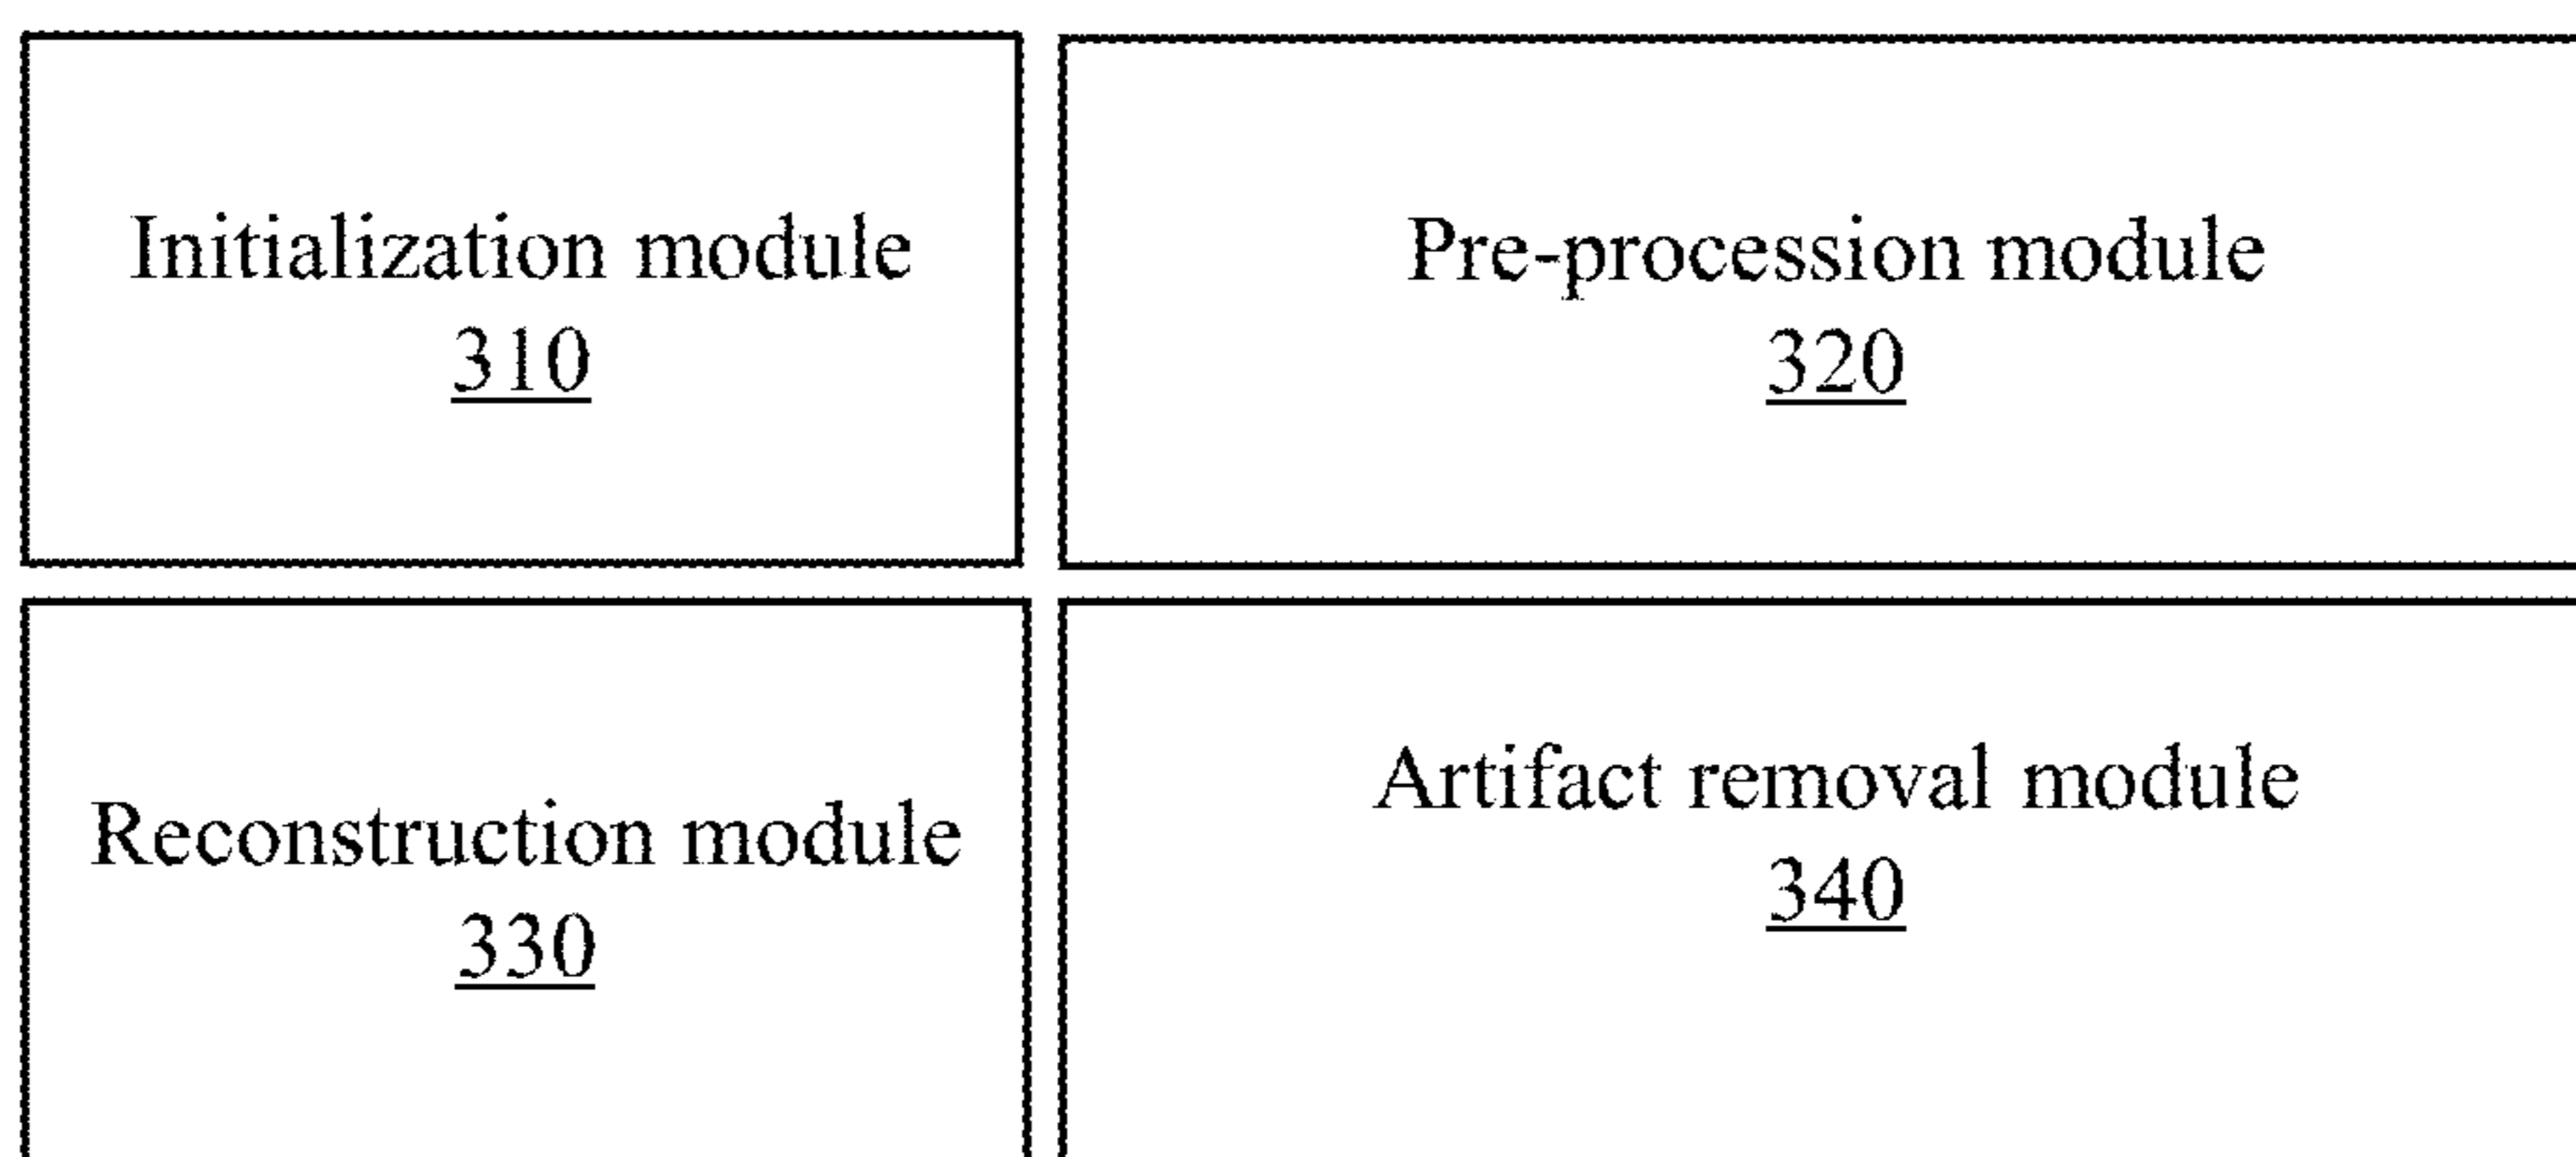 Initialization module
310
Pre-procession module
320
Reconstruction module
330
Artifact removal module
340